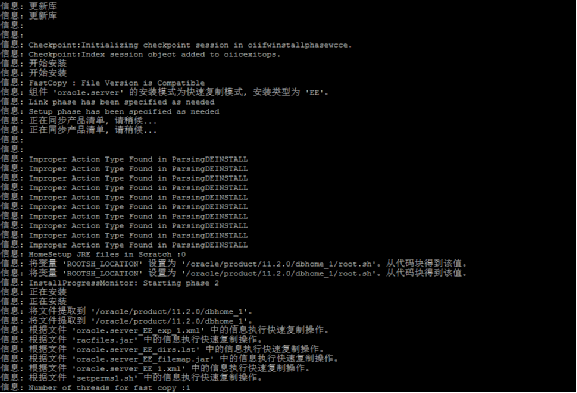 信息: 更新库
信息: 更新库
信息:
信息:
信息: Checkpoint:Initializing checkpoint session in oiifwinstallphasewcce.
信息: Checkpoint:Index session object added to oiicexitops.
信息: 开始安装
信息: 开始安装
信息: FastCopy : File Version is Compatible
信息: 组件 'oracle.server' 的安装模式为快速复制模式, 安装类型为 'EE'。
信息: Link phase has been specified as needed
信息: Setup phase has been specified as needed
信息: 正在同步产品清单, 请稍候...
信息: 正在同步产品清单, 请稍候...
信息:
信息:
信息: Improper Action Type Found in ParsingDEINSTALL
信息: Improper Action Type Found in ParsingDEINSTALL
信息: Improper Action Type Found in ParsingDEINSTALL
信息: Improper Action Type Found in ParsingDEINSTALL
信息: Improper Action Type Found in ParsingDEINSTALL
信息: Improper Action Type Found in ParsingDEINSTALL
信息: Improper Action Type Found in ParsingDEINSTALL
信息: Improper Action Type Found in ParsingDEINSTALL
信息: Improper Action Type Found in ParsingDEINSTALL
信息: Improper Action Type Found in ParsingDEINSTALL
信息: HomeSetup JRE files in Scratch :0
信息: 将变量 'ROOTSH_LOCATION' 设置为 '/oracle/product/11.2.0/dbhome_1/root.sh'。从代码块得到该值。
信息: 将变量 'ROOTSH_LOCATION' 设置为 '/oracle/product/11.2.0/dbhome_1/root.sh'。从代码块得到该值。
信息: InstallProgressMonitor: Starting phase 2
信息: 正在安装
信息: 正在安装
信息: 将文件提取到 '/oracle/product/11.2.0/dbhome_1'。
信息: 将文件提取到 '/oracle/product/11.2.0/dbhome_1'。
信息: 根据文件 'oracle.server_EE_exp_1.xml' 中的信息执行快速复制操作。
信息: 根据文件 'racfiles.jar' 中的信息执行快速复制操作。
信息: 根据文件 'oracle.server_EE_dirs.lst' 中的信息执行快速复制操作。
信息: 根据文件 'oracle.server_EE_filemap.jar' 中的信息执行快速复制操作。
信息: 根据文件 'oracle.server_EE_1.xml' 中的信息执行快速复制操作。
信息: 根据文件 'setperms1.sh' 中的信息执行快速复制操作。
信息: Number of threads for fast copy :1